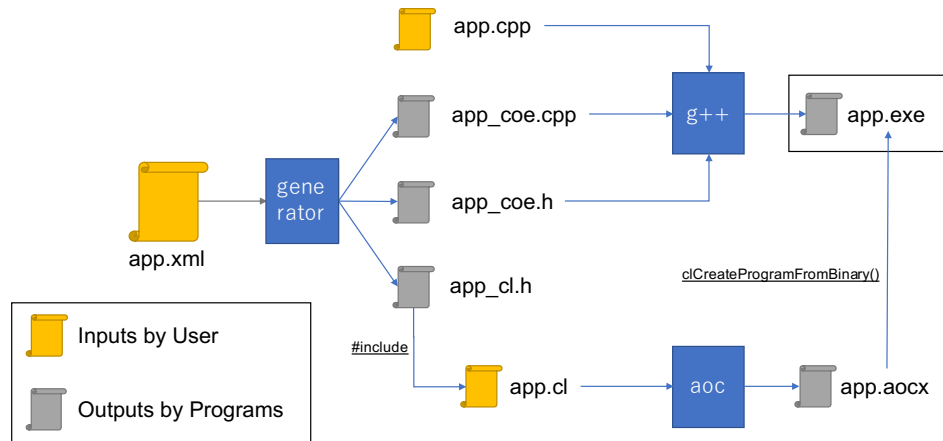 app.cpp
app_coe.cpp
g++
app.exe
gene
rator
app_coe.h
app.xml
app_cl.h
clCreateProgramFromBinary()
#include
Inputs by User
Outputs by Programs
app.cl
aoc
app.aocx